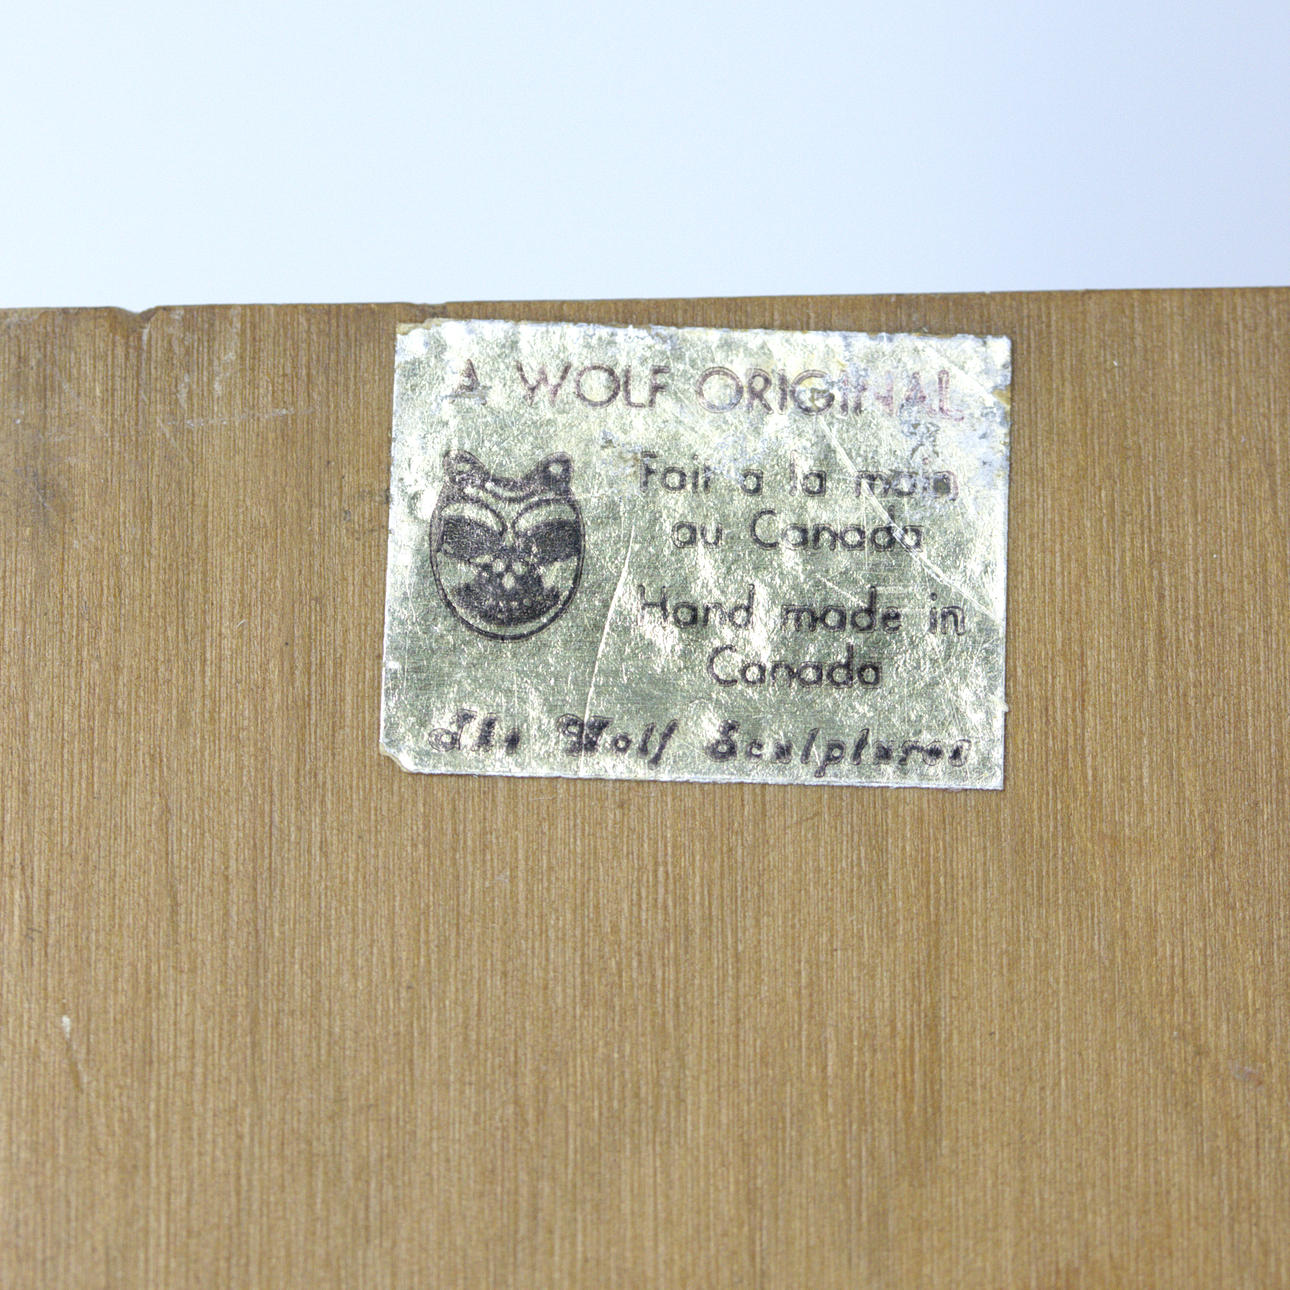 A WOLF ORIGINAL
Fait a la main
au Canada
Hand made in
Canada
The Wolf Sculptures